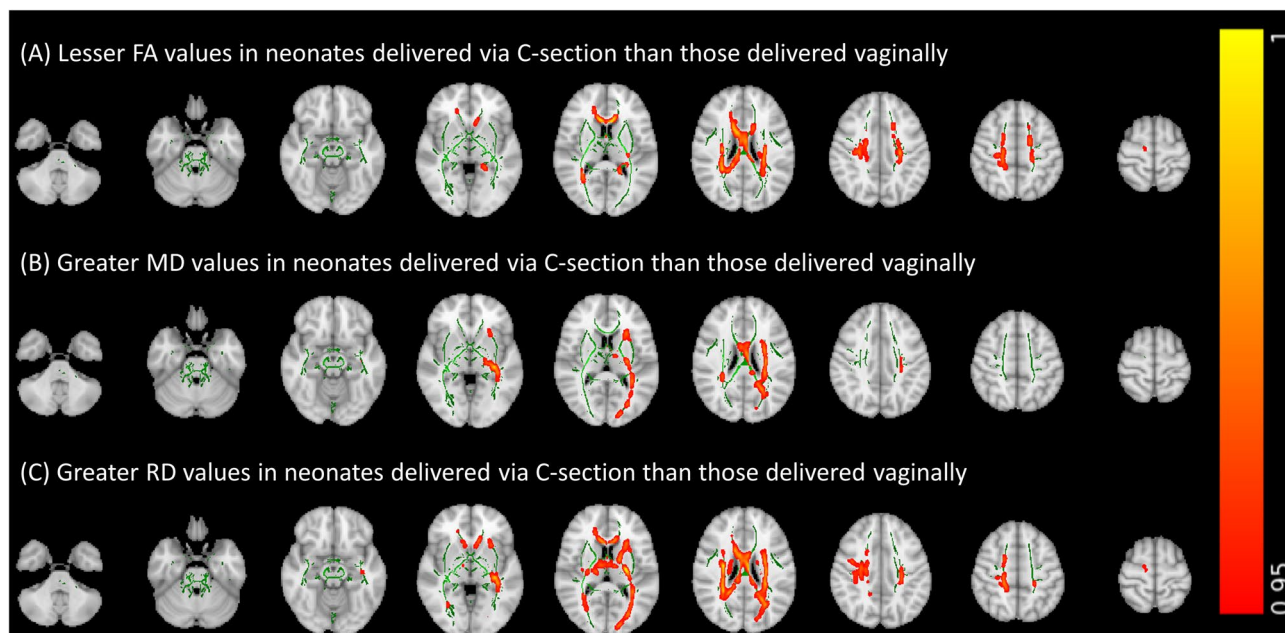 (A) Lesser FA values in neonates delivered via C-section than those delivered vaginally
(B) Greater MD values in neonates delivered via C-section than those delivered vaginally
(C) Greater RD values in neonates delivered via C-section than those delivered vaginally
1
0.95